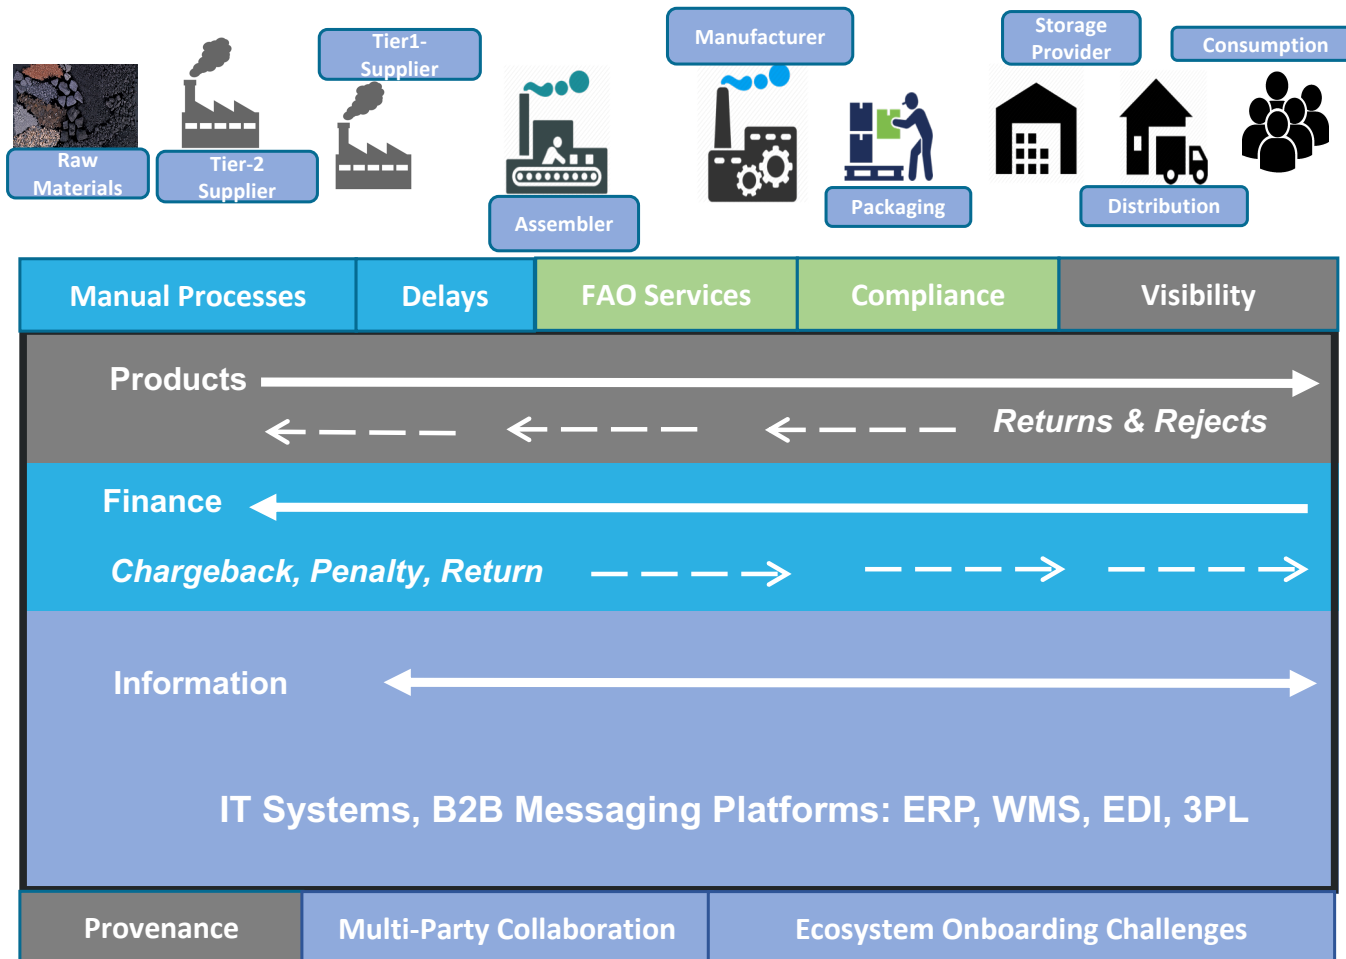 Raw
Materials
Tier-2
Supplier
Tier1-
Supplier
Assembler
Manufacturer
Packaging
Storage
Provider
Distribution
Consumption
Manual Processes
Delays
FAO Services
Compliance
Visibility
Products
Returns & Rejects
Finance
Chargeback, Penalty, Return
Information
IT Systems, B2B Messaging Platforms: ERP, WMS, EDI, 3PL
Provenance
Multi-Party Collaboration
Ecosystem Onboarding Challenges